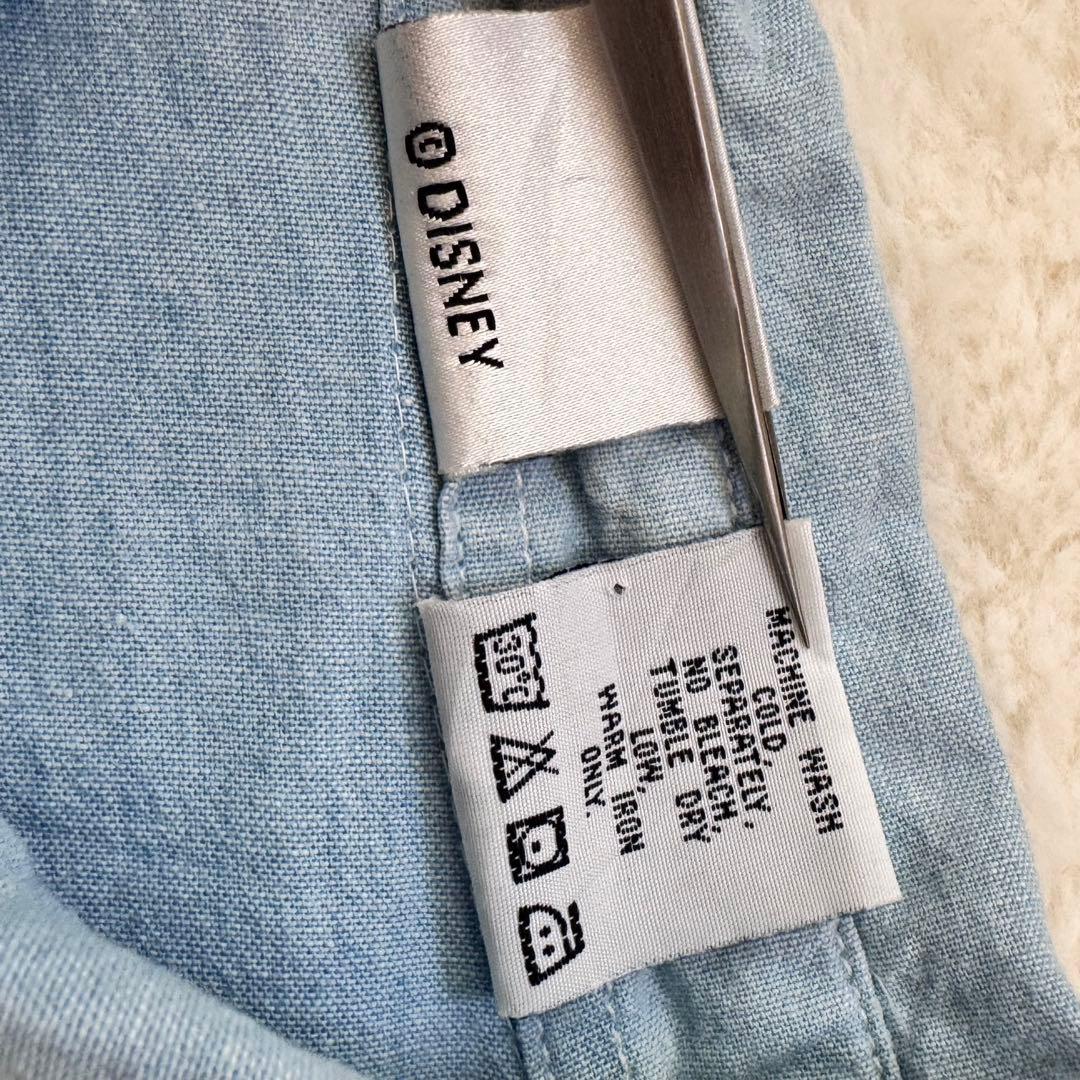 © DISNEY
MACHINE WASH
COLD,
SEPARATELY,
NO BLEACH,
TUMBLE DRY
LOW, IRON
WARM
ONLY.
30°C